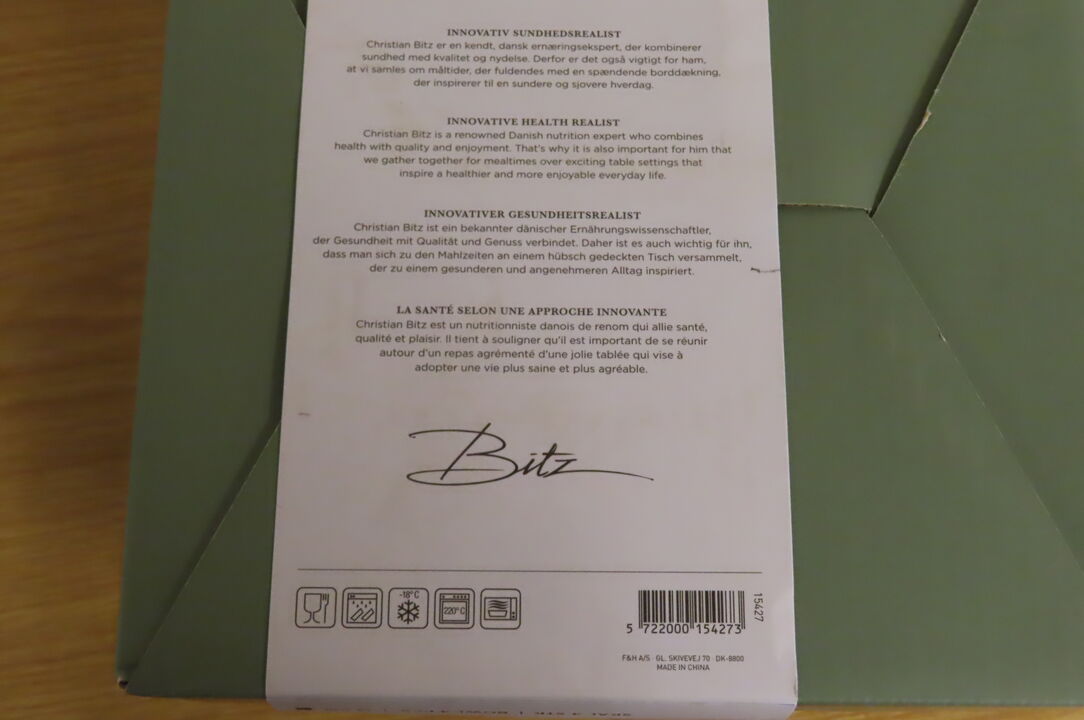 INNOVATIV SUNDHEDSREALIST
Christian Bitz er en kendt, dansk ernæringsekspert, der kombinerer
sundhed med kvalitet og nydelse. Derfor er det også vigtigt for ham,
at vi samles om måltider, der fuldendes med en spændende borddækning,
der inspirerer til en sundere og sjovere hverdag.
INNOVATIVE HEALTH REALIST
Christian Bitz is a renowned Danish nutrition expert who combines
health with quality and enjoyment. That's why it is also important for him that
we gather together for mealtimes over exciting table settings that
inspire a healthier and more enjoyable everyday life.
INNOVATIVER GESUNDHEITSREALIST
Christian Bitz ist ein bekannter dänischer Ernährungswissenschaftler,
der Gesundheit mit Qualität und Genuss verbindet. Daher ist es auch wichtig für ihn,
dass man sich zu den Mahlzeiten an einem hübsch gedeckten Tisch versammelt,
der zu einem gesunderen und angenehmeren Alltag inspiriert.
LA SANTÉ SELON UNE APPROCHE INNOVANTE
Christian Bitz est un nutritionniste danois de renom qui allie santé,
qualité et plaisir. Il tient à souligner qu'il est important de se réunir
autour d'un repas agrémenté d'une jolie tablée qui vise à
adopter une vie plus saine et plus agréable.
Bitz
-18°C
220°C
15427
5 722000 154273
F&H A/S · GL. SKIVEVEJ 70 · DK-8800
MADE IN CHINA